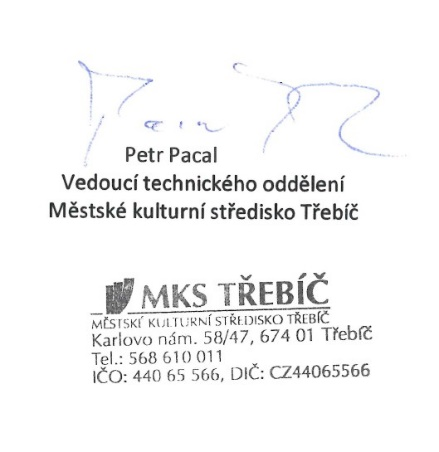 Petr Pacal
Vedoucí technického oddělení
Městské kulturní středisko Třebíč
MKS TŘEBÍČ
MĚSTSKÉ KULTURNÍ STŘEDISKO TŘEBÍČ
Karlovo nám. 58/47, 674 01 Třebíč
Tel.: 568 610 011
IČO: 440 65 566, DIČ: CZ44065566